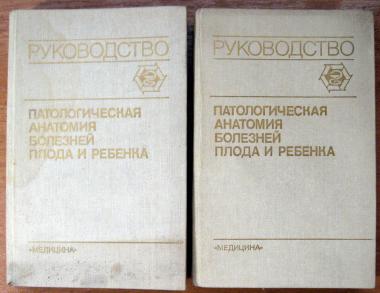 РУКОВОДСТВО
ПАТОЛОГИЧЕСКАЯ
АНАТОМИЯ
БОЛЕЗНЕЙ
ПЛОДА И РЕБЕНКА
«МЕДИЦИНА»
РУКОВОДСТВО
ПАТОЛОГИЧЕСКАЯ
АНАТОМИЯ
БОЛЕЗНЕЙ
ПЛОДА И РЕБЕНКА
«МЕДИЦИНА»